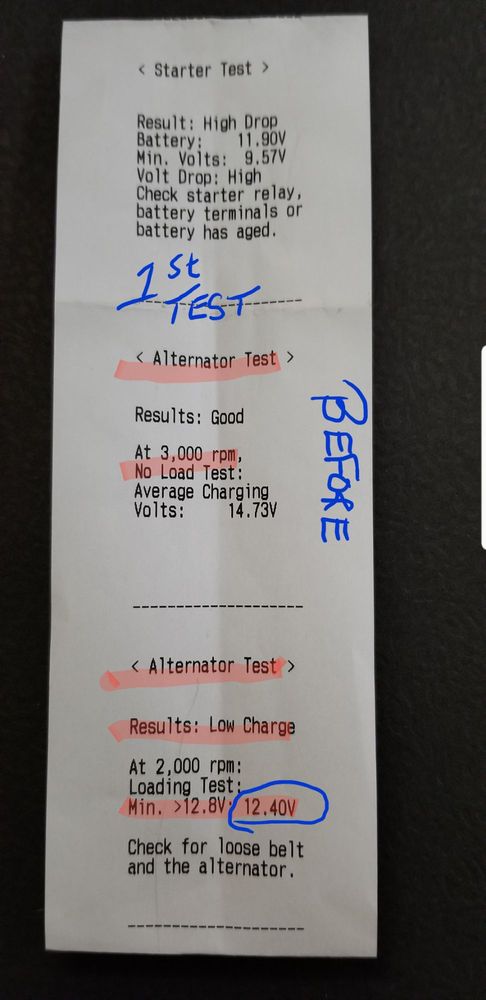 < Starter Test >
Result: High Drop
Battery: 11.90V
Min. Volts: 9.57V
Volt Drop: High
Check starter relay,
battery terminals or
battery has aged.
1st
TEST
--------------------
< Alternator Test >
Results: Good
At 3,000 rpm,
No Load Test:
Average Charging
Volts: 14.73V
BEFORE
--------------------
< Alternator Test >
Results: Low Charge
At 2,000 rpm:
Loading Test:
Min. >12.8V: 12.40V
Check for loose belt
and the alternator.
--------------------